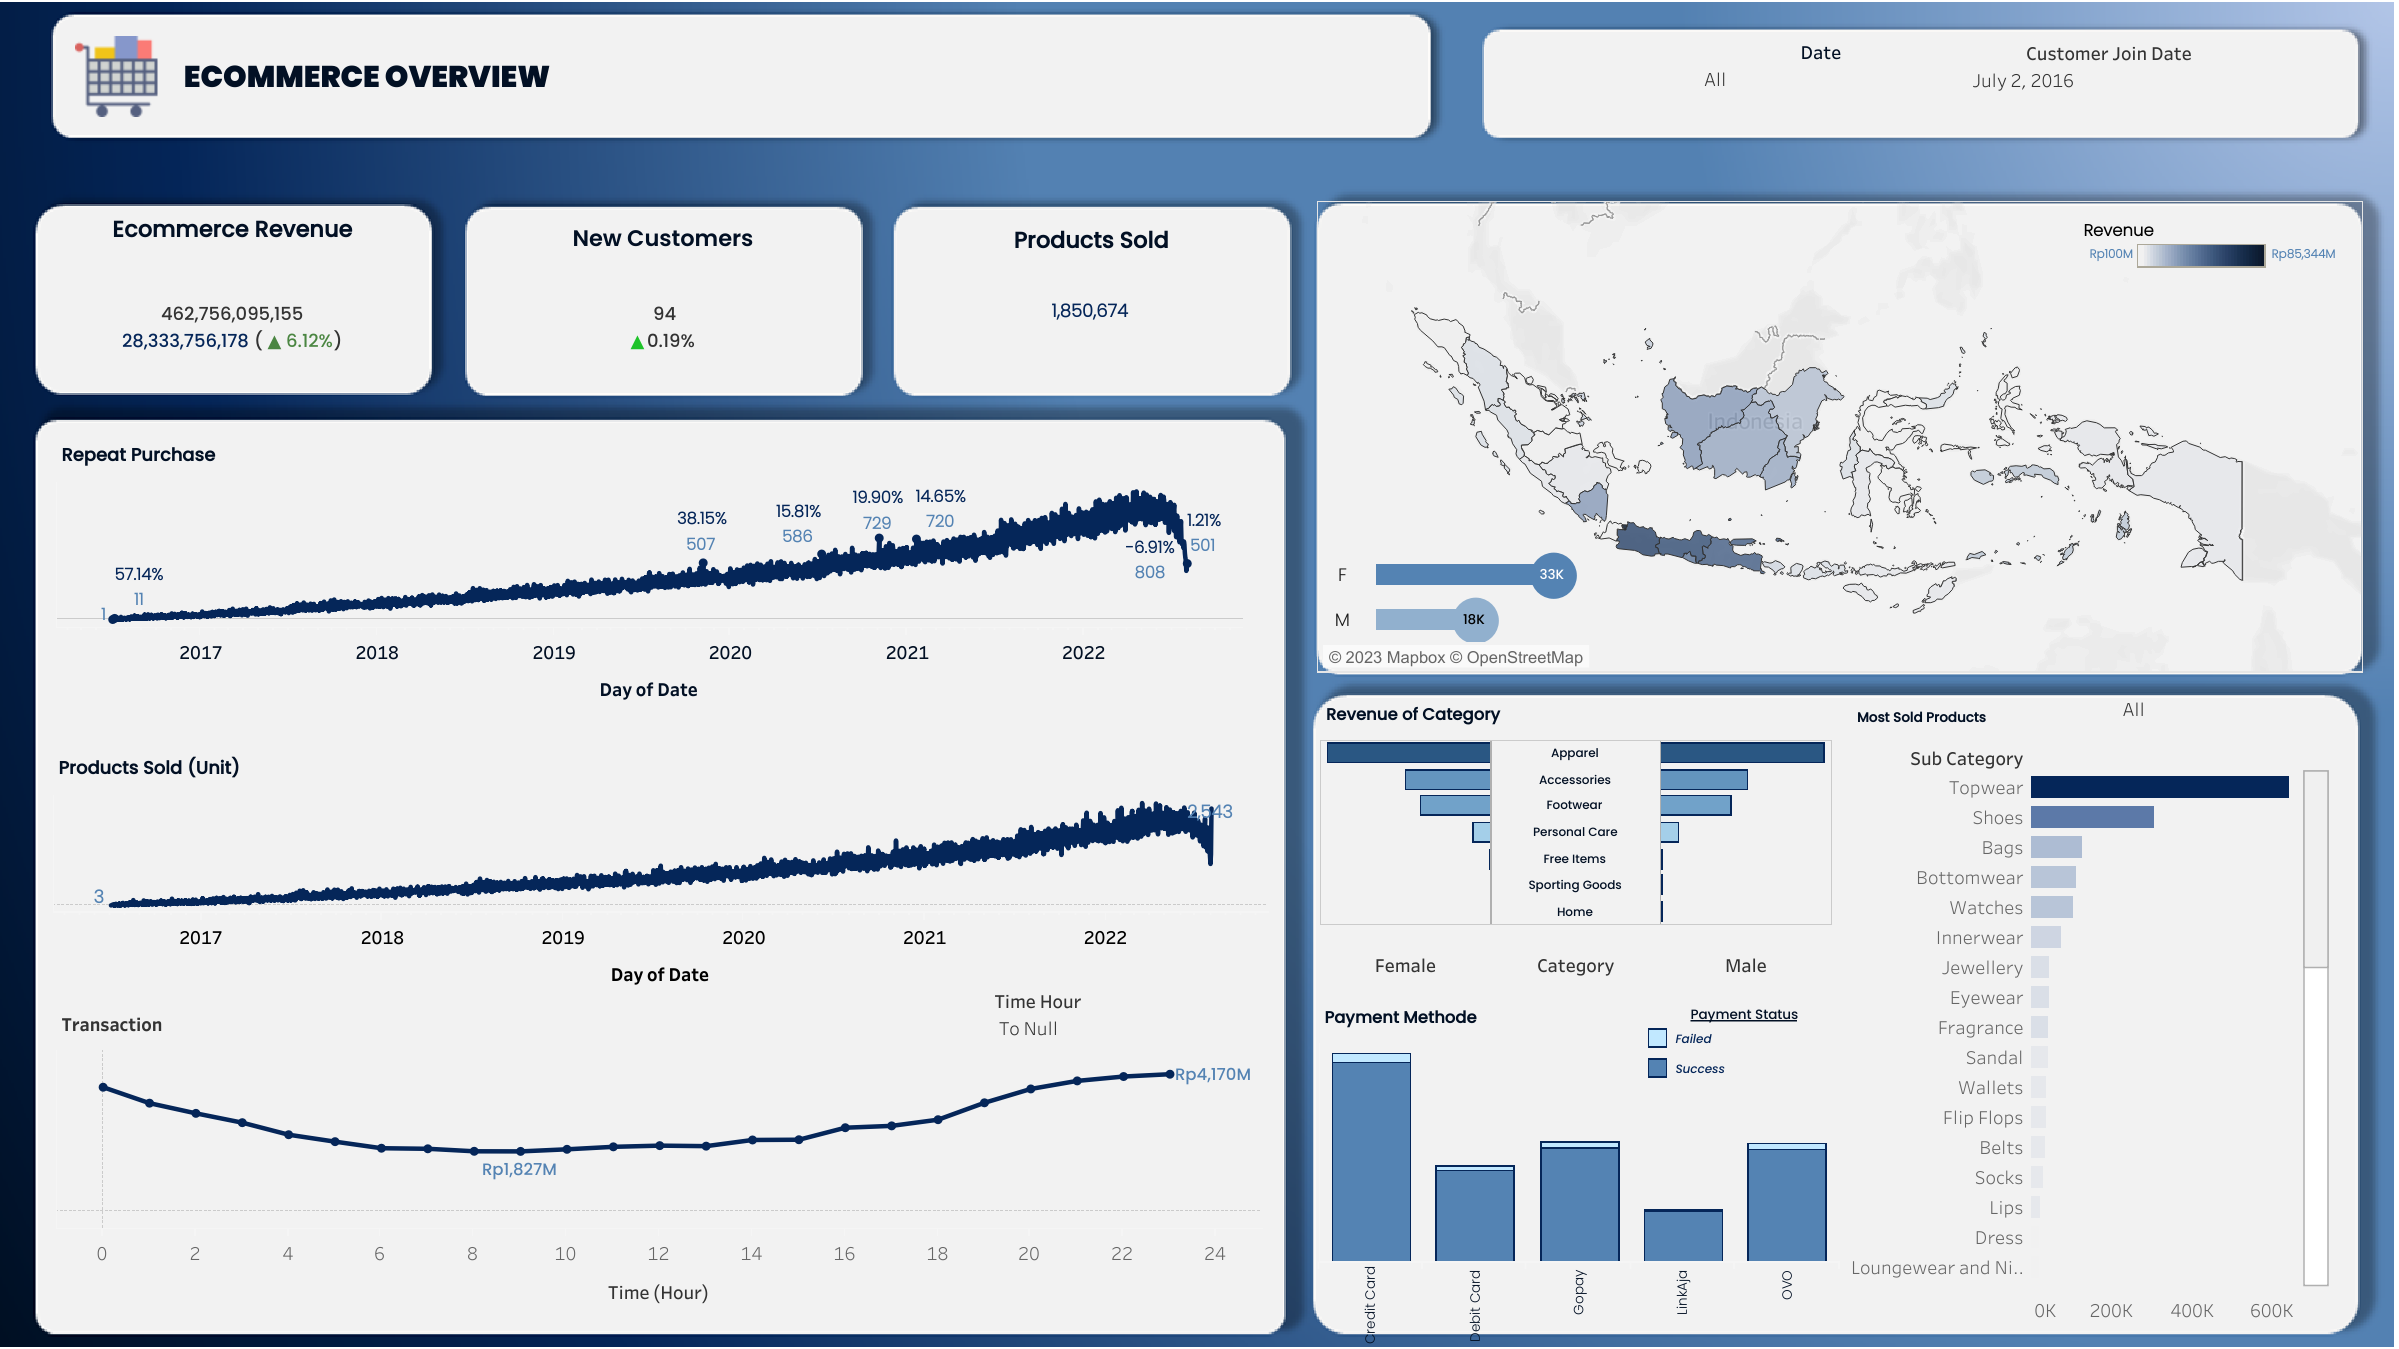 ECOMMERCE OVERVIEW
Date
All
Customer Join Date
July 2, 2016
Ecommerce Revenue
462,756,095,155
28,333,756,178 ( ▲ 6.12%)
New Customers
94
▲0.19%
Products Sold
1,850,674
Revenue
Rp100M
Rp85,344M
Indonesia
F
33K
M
18K
© 2023 Mapbox © OpenStreetMap
Repeat Purchase
57.14%
11
1
38.15%
507
15.81%
586
19.90%
729
14.65%
720
1.21%
501
-6.91%
808
2017 2018 2019 2020 2021 2022
Day of Date
Products Sold (Unit)
3
2,543
2017 2018 2019 2020 2021 2022
Day of Date
Time Hour
To Null
Transaction
Rp4,170M
Rp1,827M
0 2 4 6 8 10 12 14 16 18 20 22 24
Time (Hour)
Revenue of Category
Apparel
Accessories
Footwear
Personal Care
Free Items
Sporting Goods
Home
Female Category Male
Payment Methode
Payment Status
Failed
Success
Credit Card
Debit Card
Gopay
LinkAja
OVO
Most Sold Products
All
Sub Category
Topwear
Shoes
Bags
Bottomwear
Watches
Innerwear
Jewellery
Eyewear
Fragrance
Sandal
Wallets
Flip Flops
Belts
Socks
Lips
Dress
Loungewear and Ni..
0K 200K 400K 600K